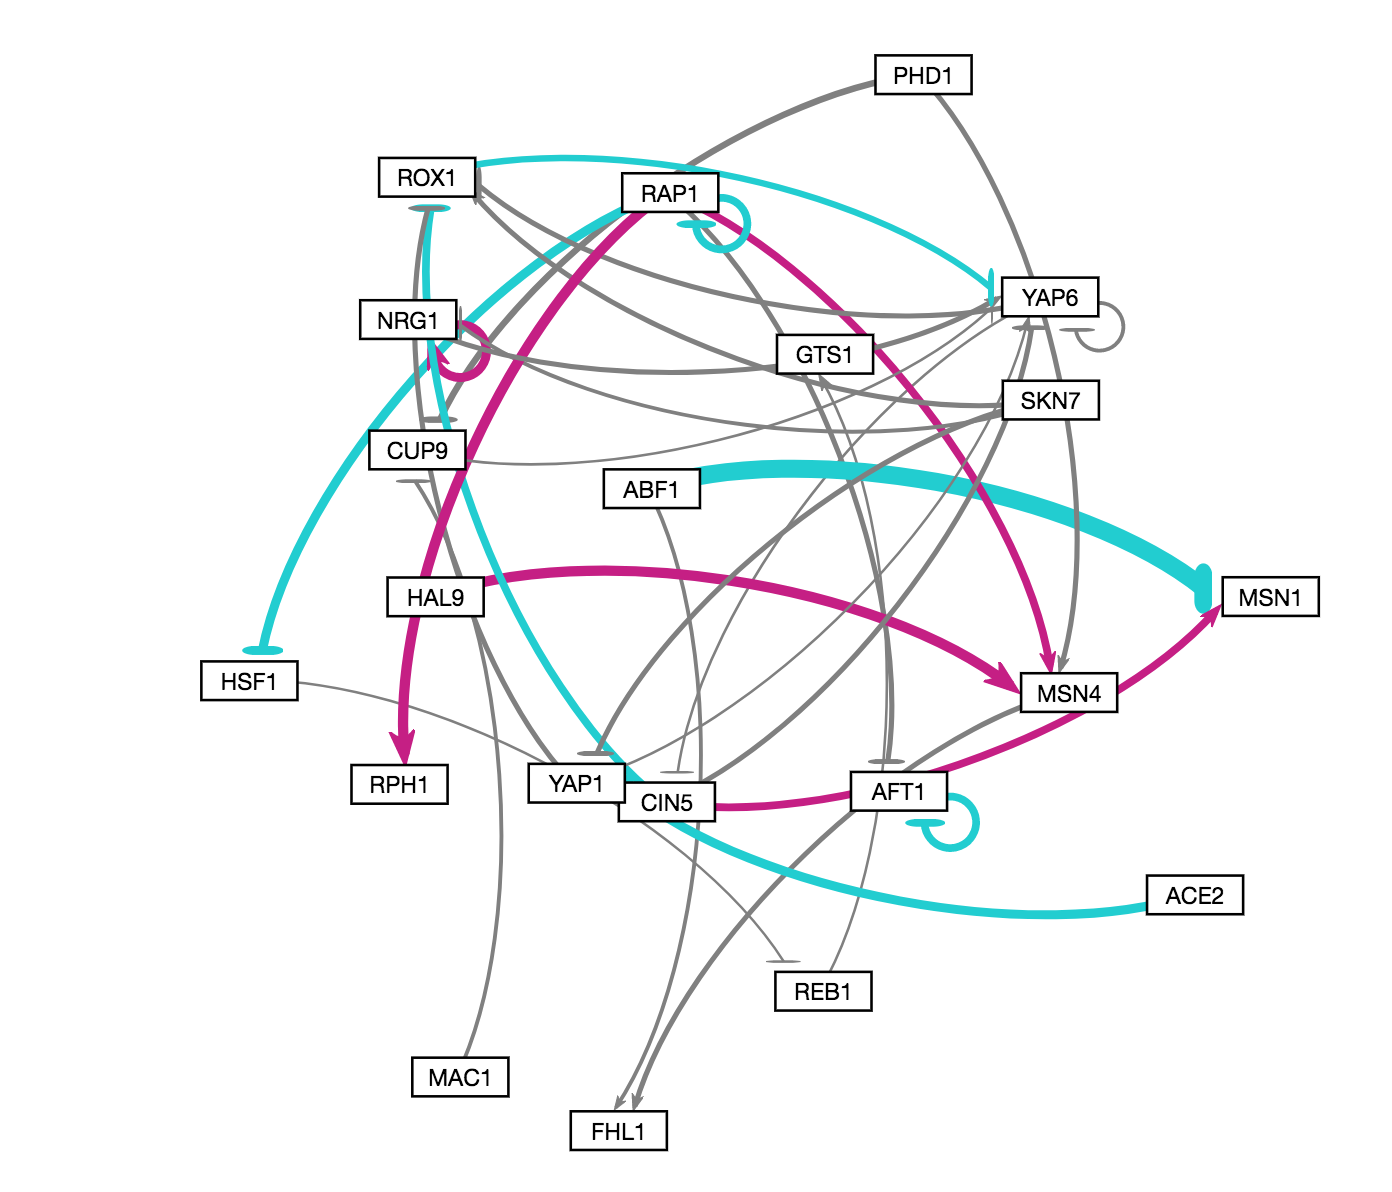 PHD1
ROX1
RAP1
YAP6
NRG1
GTS1
SKN7
CUP9
ABF1
HAL9
MSN1
HSF1
MSN4
RPH1
YAP1
CIN5
AFT1
ACE2
REB1
MAC1
FHL1